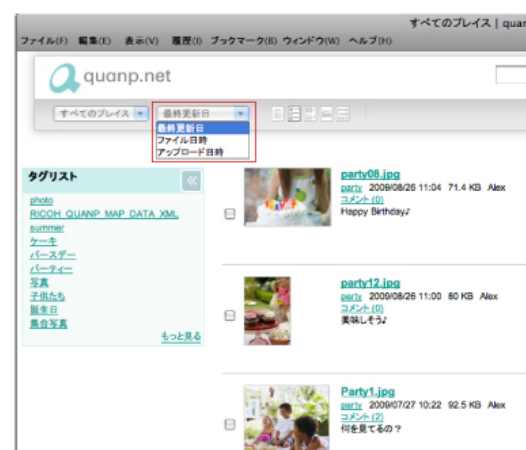 すべてのプレイス | quan
ファイル(F) 編集(E) 表示(V) 履歴(I) ブックマーク(B) ウィンドウ(W) ヘルプ(H)
quanp.net
すべてのプレイス 最終更新日
最終更新日
ファイル日時
アップロード日時
タグリスト
photo
RICOH_QUANP_MAP_DATA_XML
summer
ケーキ
バースデー
パーティー
写真
子供たち
誕生日
集合写真
もっと見る
party08.jpg
party 2009/08/26 11:04 71.4 KB Alex
コメント (0)
Happy Birthday♪
party12.jpg
party 2009/08/26 11:00 80 KB Alex
コメント (0)
美味しそう♪
Party1.jpg
party 2009/07/27 10:22 92.5 KB Alex
コメント (2)
何を見てるの？